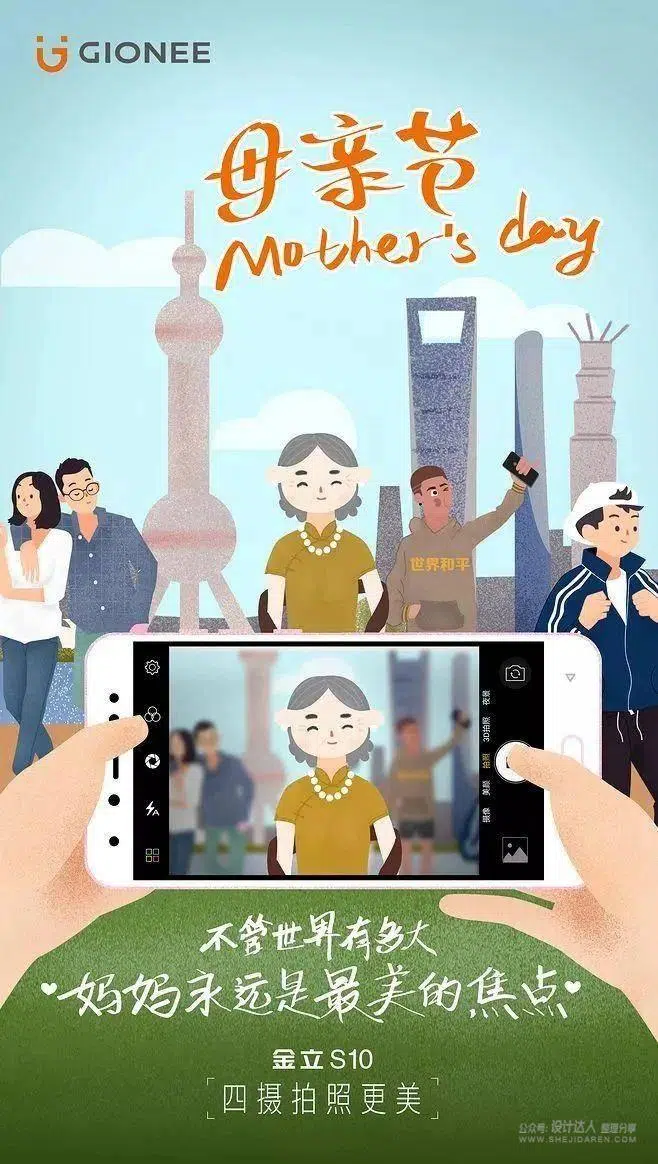 GIONEE
母亲节
Mother's day
世界和平
夜景
3D拍照
拍照
美颜
摄像
不管世界有多大
妈妈永远是最美的焦点
金立 S10
四摄拍照更美
公众号: 设计达人 整理分享
WWW.SHEJIDAREN.COM